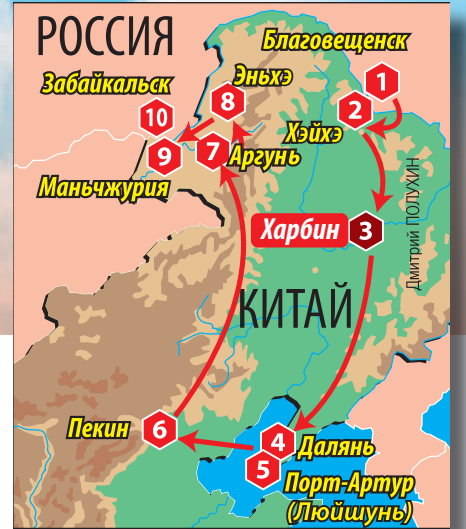 РОССИЯ
Благовещенск
1
Забайкальск
Эньхэ
8
2
10
Хэйхэ
9
7
Аргунь
Маньчжурия
Дмитрий ПОЛУХИН
Харбин
3
КИТАЙ
Пекин
6
4
Далянь
5
Порт-Артур
(Люйшунь)